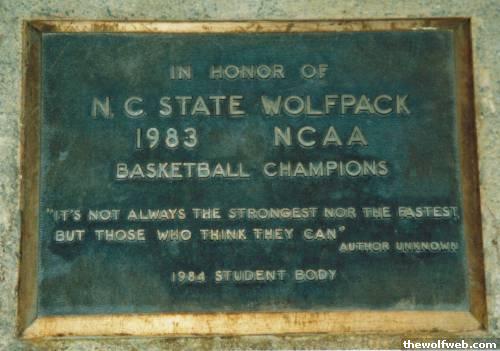 IN HONOR OF
N.C. STATE WOLFPACK
1983 NCAA
BASKETBALL CHAMPIONS
"IT'S NOT ALWAYS THE STRONGEST NOR THE FASTEST
BUT THOSE WHO THINK THEY CAN"
AUTHOR UNKNOWN
1984 STUDENT BODY
thewolfweb.com